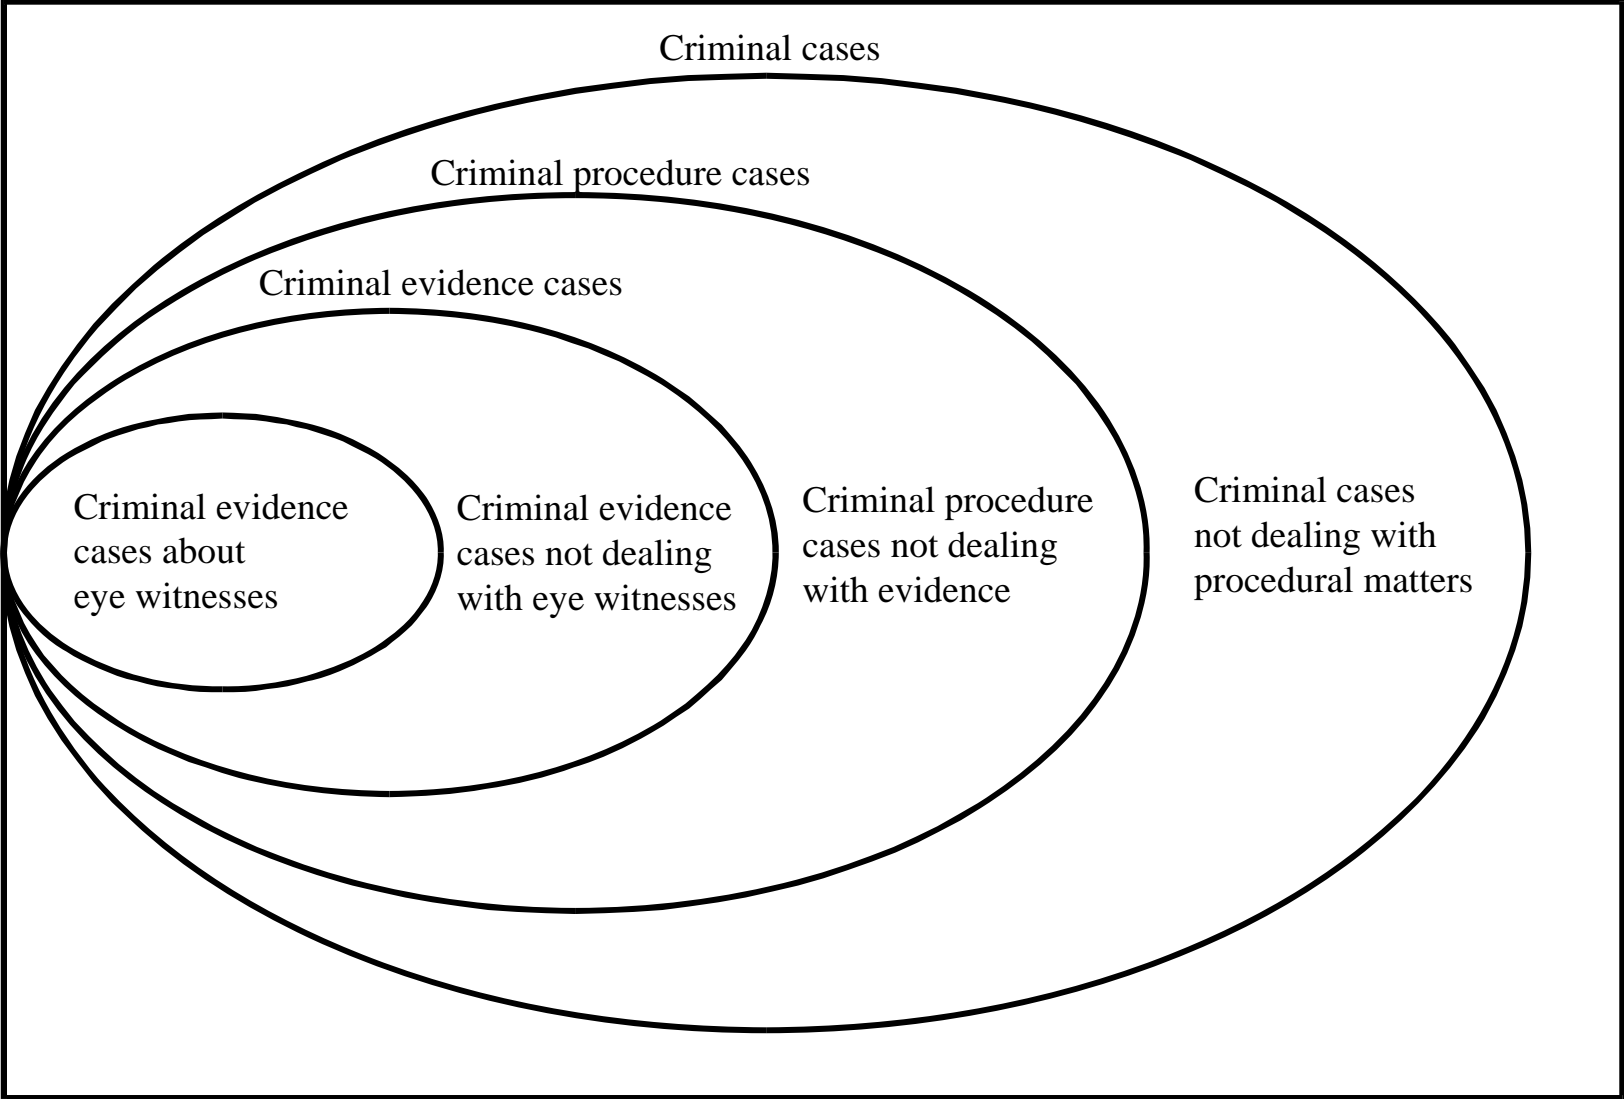 Criminal cases
Criminal procedure cases
Criminal evidence cases
Criminal evidence
cases about
eye witnesses
Criminal evidence
cases not dealing
with eye witnesses
Criminal procedure
cases not dealing
with evidence
Criminal cases
not dealing with
procedural matters